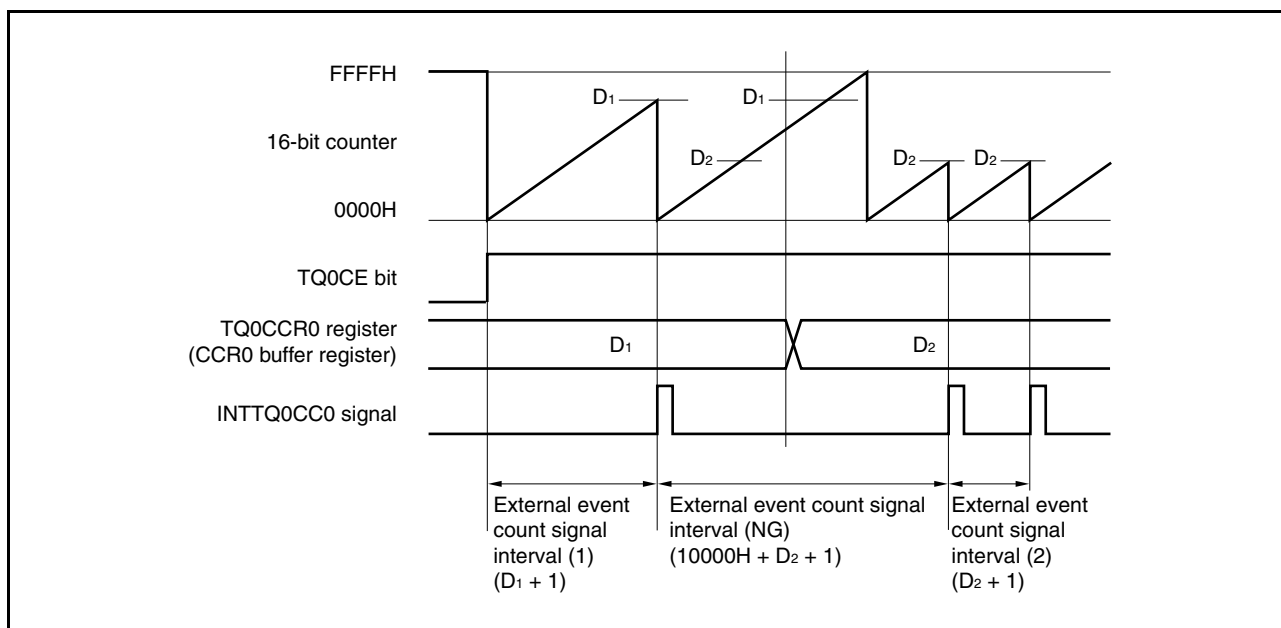 FFFFH
D1
D1
16-bit counter
D2
D2
D2
0000H
TQ0CE bit
TQ0CCR0 register
(CCR0 buffer register)
D1
D2
INTTQ0CC0 signal
External event
count signal
interval (1)
(D1 + 1)
External event count signal
interval (NG)
(10000H + D2 + 1)
External event
count signal
interval (2)
(D2 + 1)